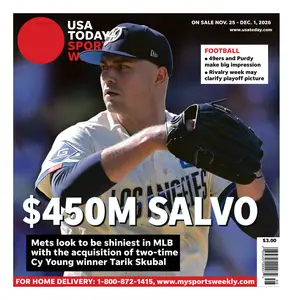 USA
TODAY
SPORTS
WEEKLY
ON SALE NOV. 25 - DEC. 1, 2026
www.usatoday.com
FOOTBALL
• 49ers and Purdy
make big impression
• Rivalry week may
clarify playoff picture
LOS ANGELES
$450M SALVO
Mets look to be shiniest in MLB
with the acquisition of two-time
Cy Young winner Tarik Skubal
$3.00
FOR HOME DELIVERY: 1-800-872-1415, www.mysportsweekly.com